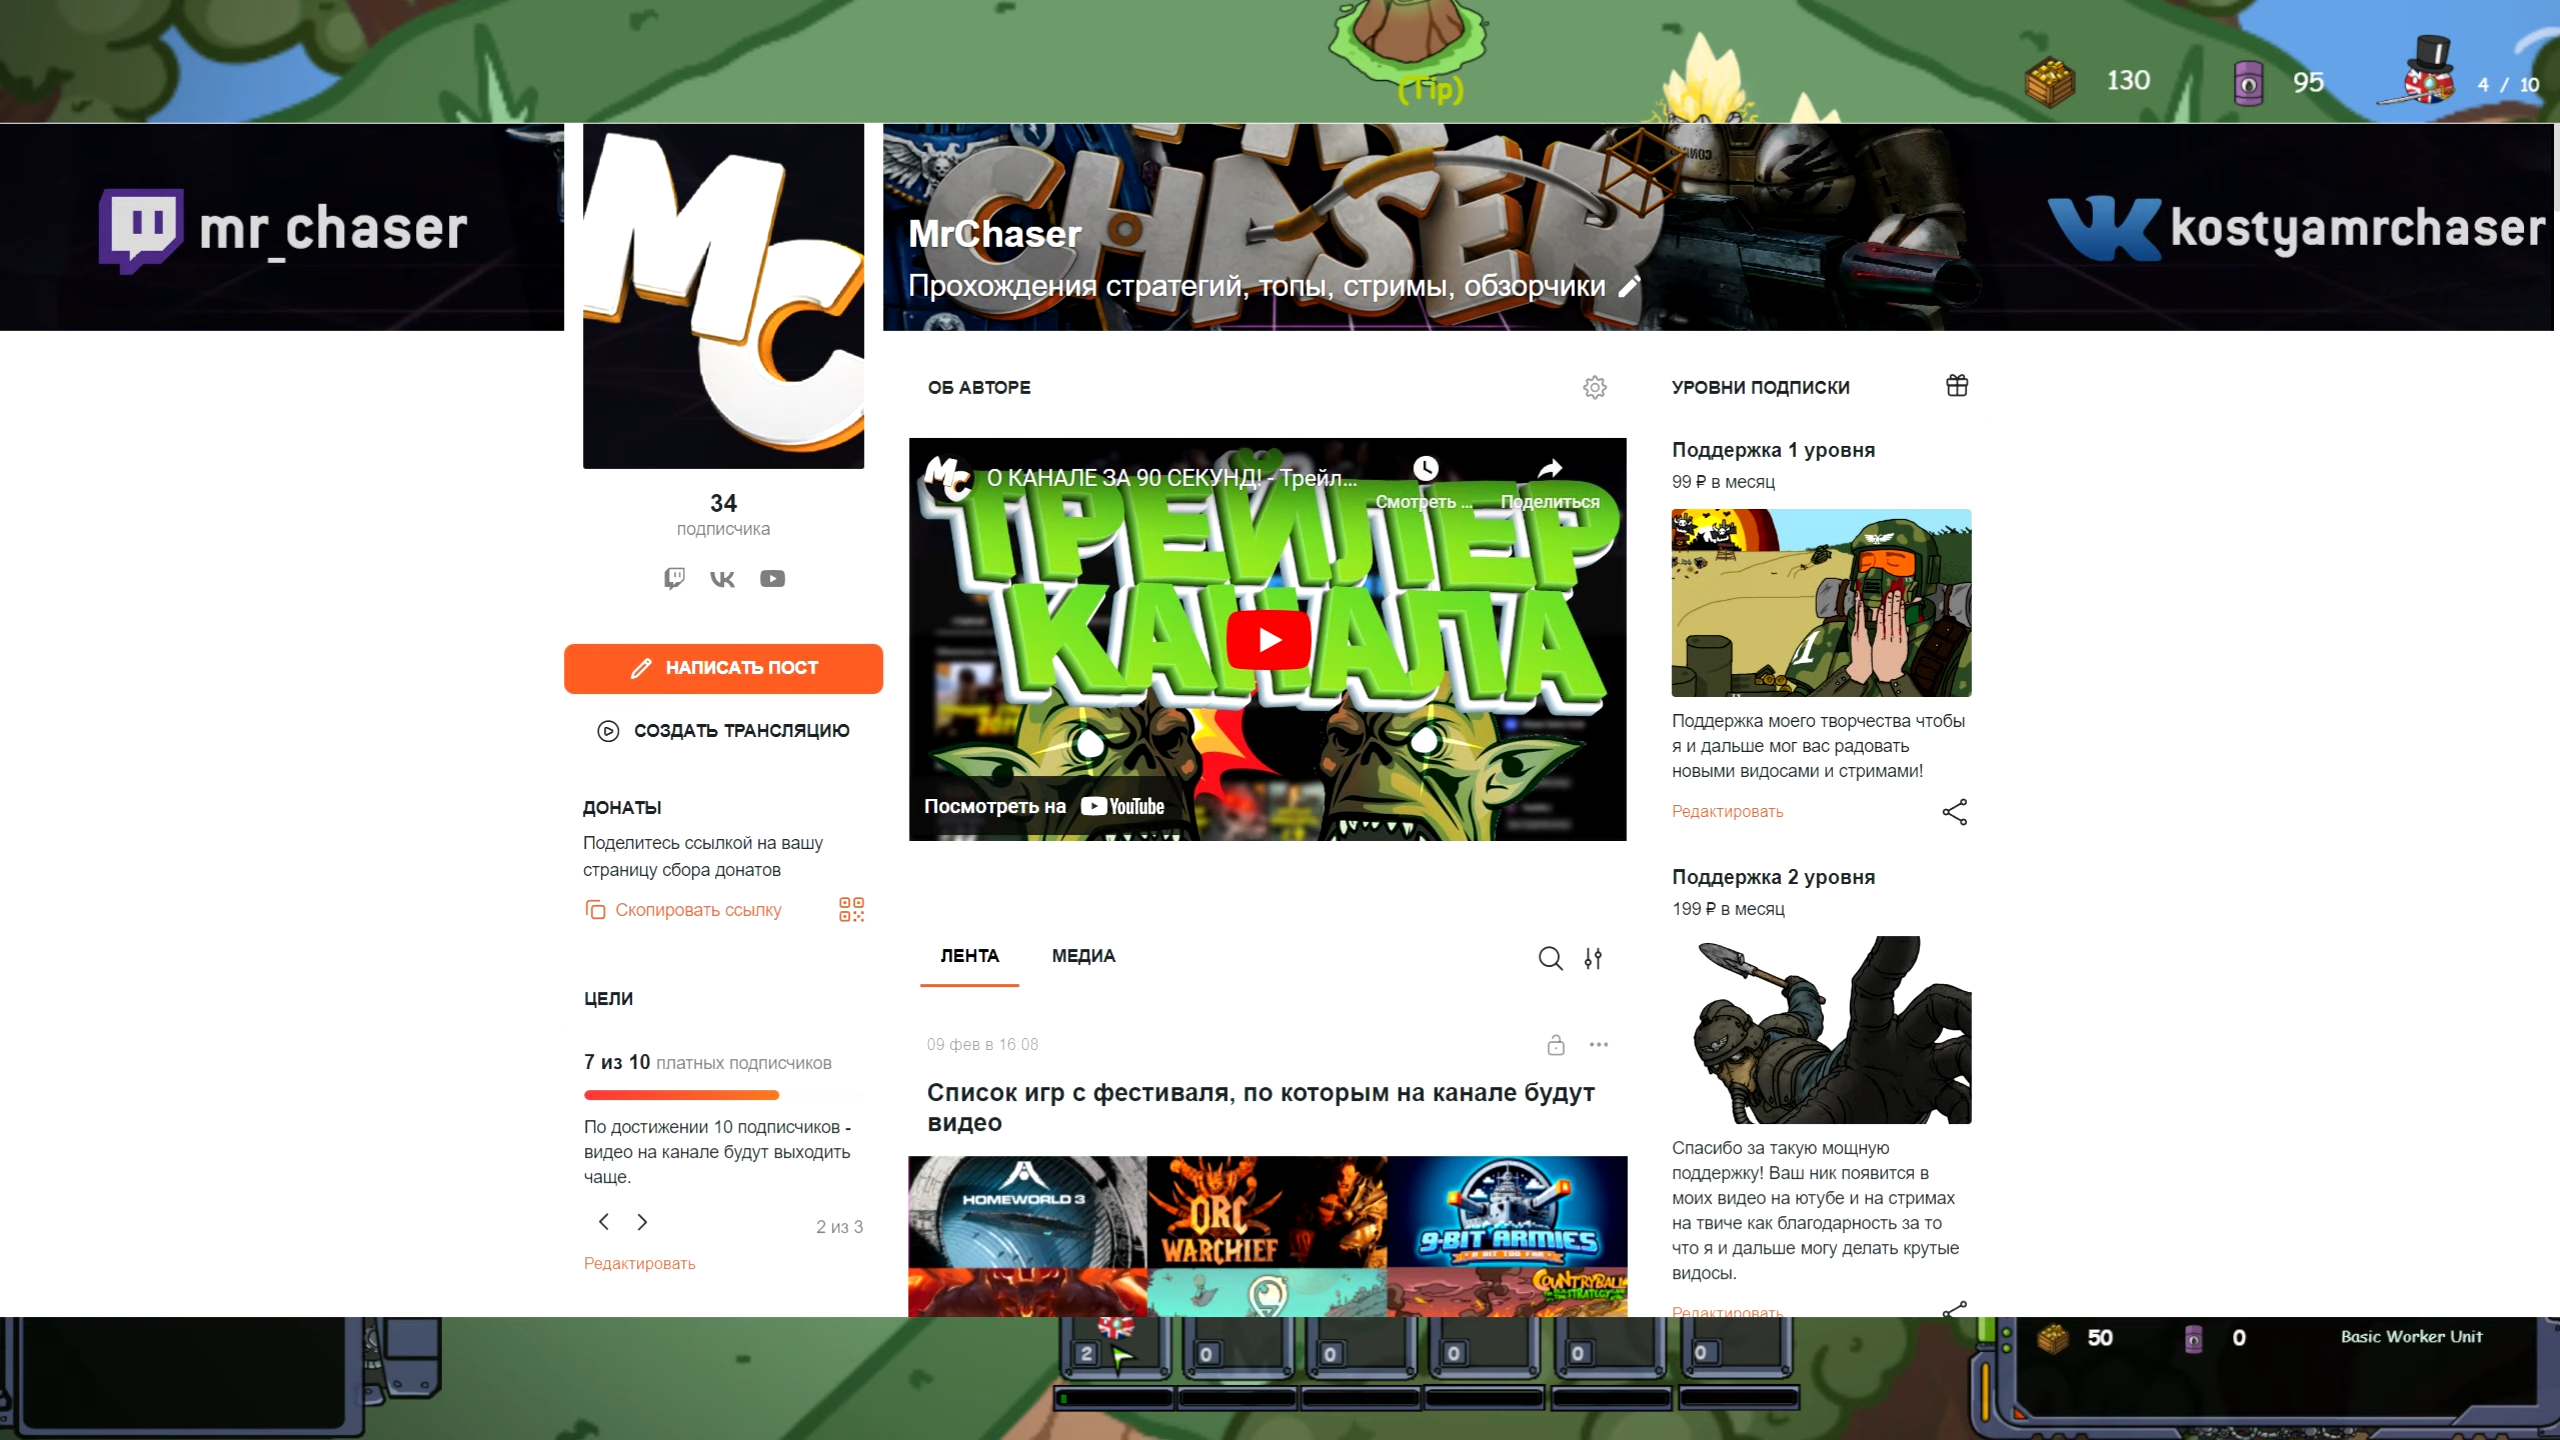 (Tip)
130
95
4 / 10
mr_chaser
MC
CHASER
MrChaser
Прохождения стратегий, топы, стримы, обзорчики
kostyamrchaser
34
подписчика
НАПИСАТЬ ПОСТ
СОЗДАТЬ ТРАНСЛЯЦИЮ
ДОНАТЫ
Поделитесь ссылкой на вашу
страницу сбора донатов
Скопировать ссылку
ЦЕЛИ
7 из 10 платных подписчиков
По достижении 10 подписчиков -
видео на канале будут выходить
чаще.
2 из 3
Редактировать
ОБ АВТОРЕ
О КАНАЛЕ ЗА 90 СЕКУНД! - Трейл...
Смотреть ...
Поделиться
ТРЕЙЛЕР
КАНАЛА
Посмотреть на YouTube
ЛЕНТА
МЕДИА
09 фев в 16:08
Список игр с фестиваля, по которым на канале будут
видео
HOMEWORLD 3
ORC
WARCHIEF
9-BIT ARMIES
A BIT TOO FAR
COUNTRYBALL
УРОВНИ ПОДПИСКИ
Поддержка 1 уровня
99 ₽ в месяц
Поддержка моего творчества чтобы
я и дальше мог вас радовать
новыми видосами и стримами!
Редактировать
Поддержка 2 уровня
199 ₽ в месяц
Спасибо за такую мощную
поддержку! Ваш ник появится в
моих видео на ютубе и на стримах
на твиче как благодарность за то
что я и дальше могу делать крутые
видосы.
Редактировать
2
0
0
0
0
0
50
0
Basic Worker Unit